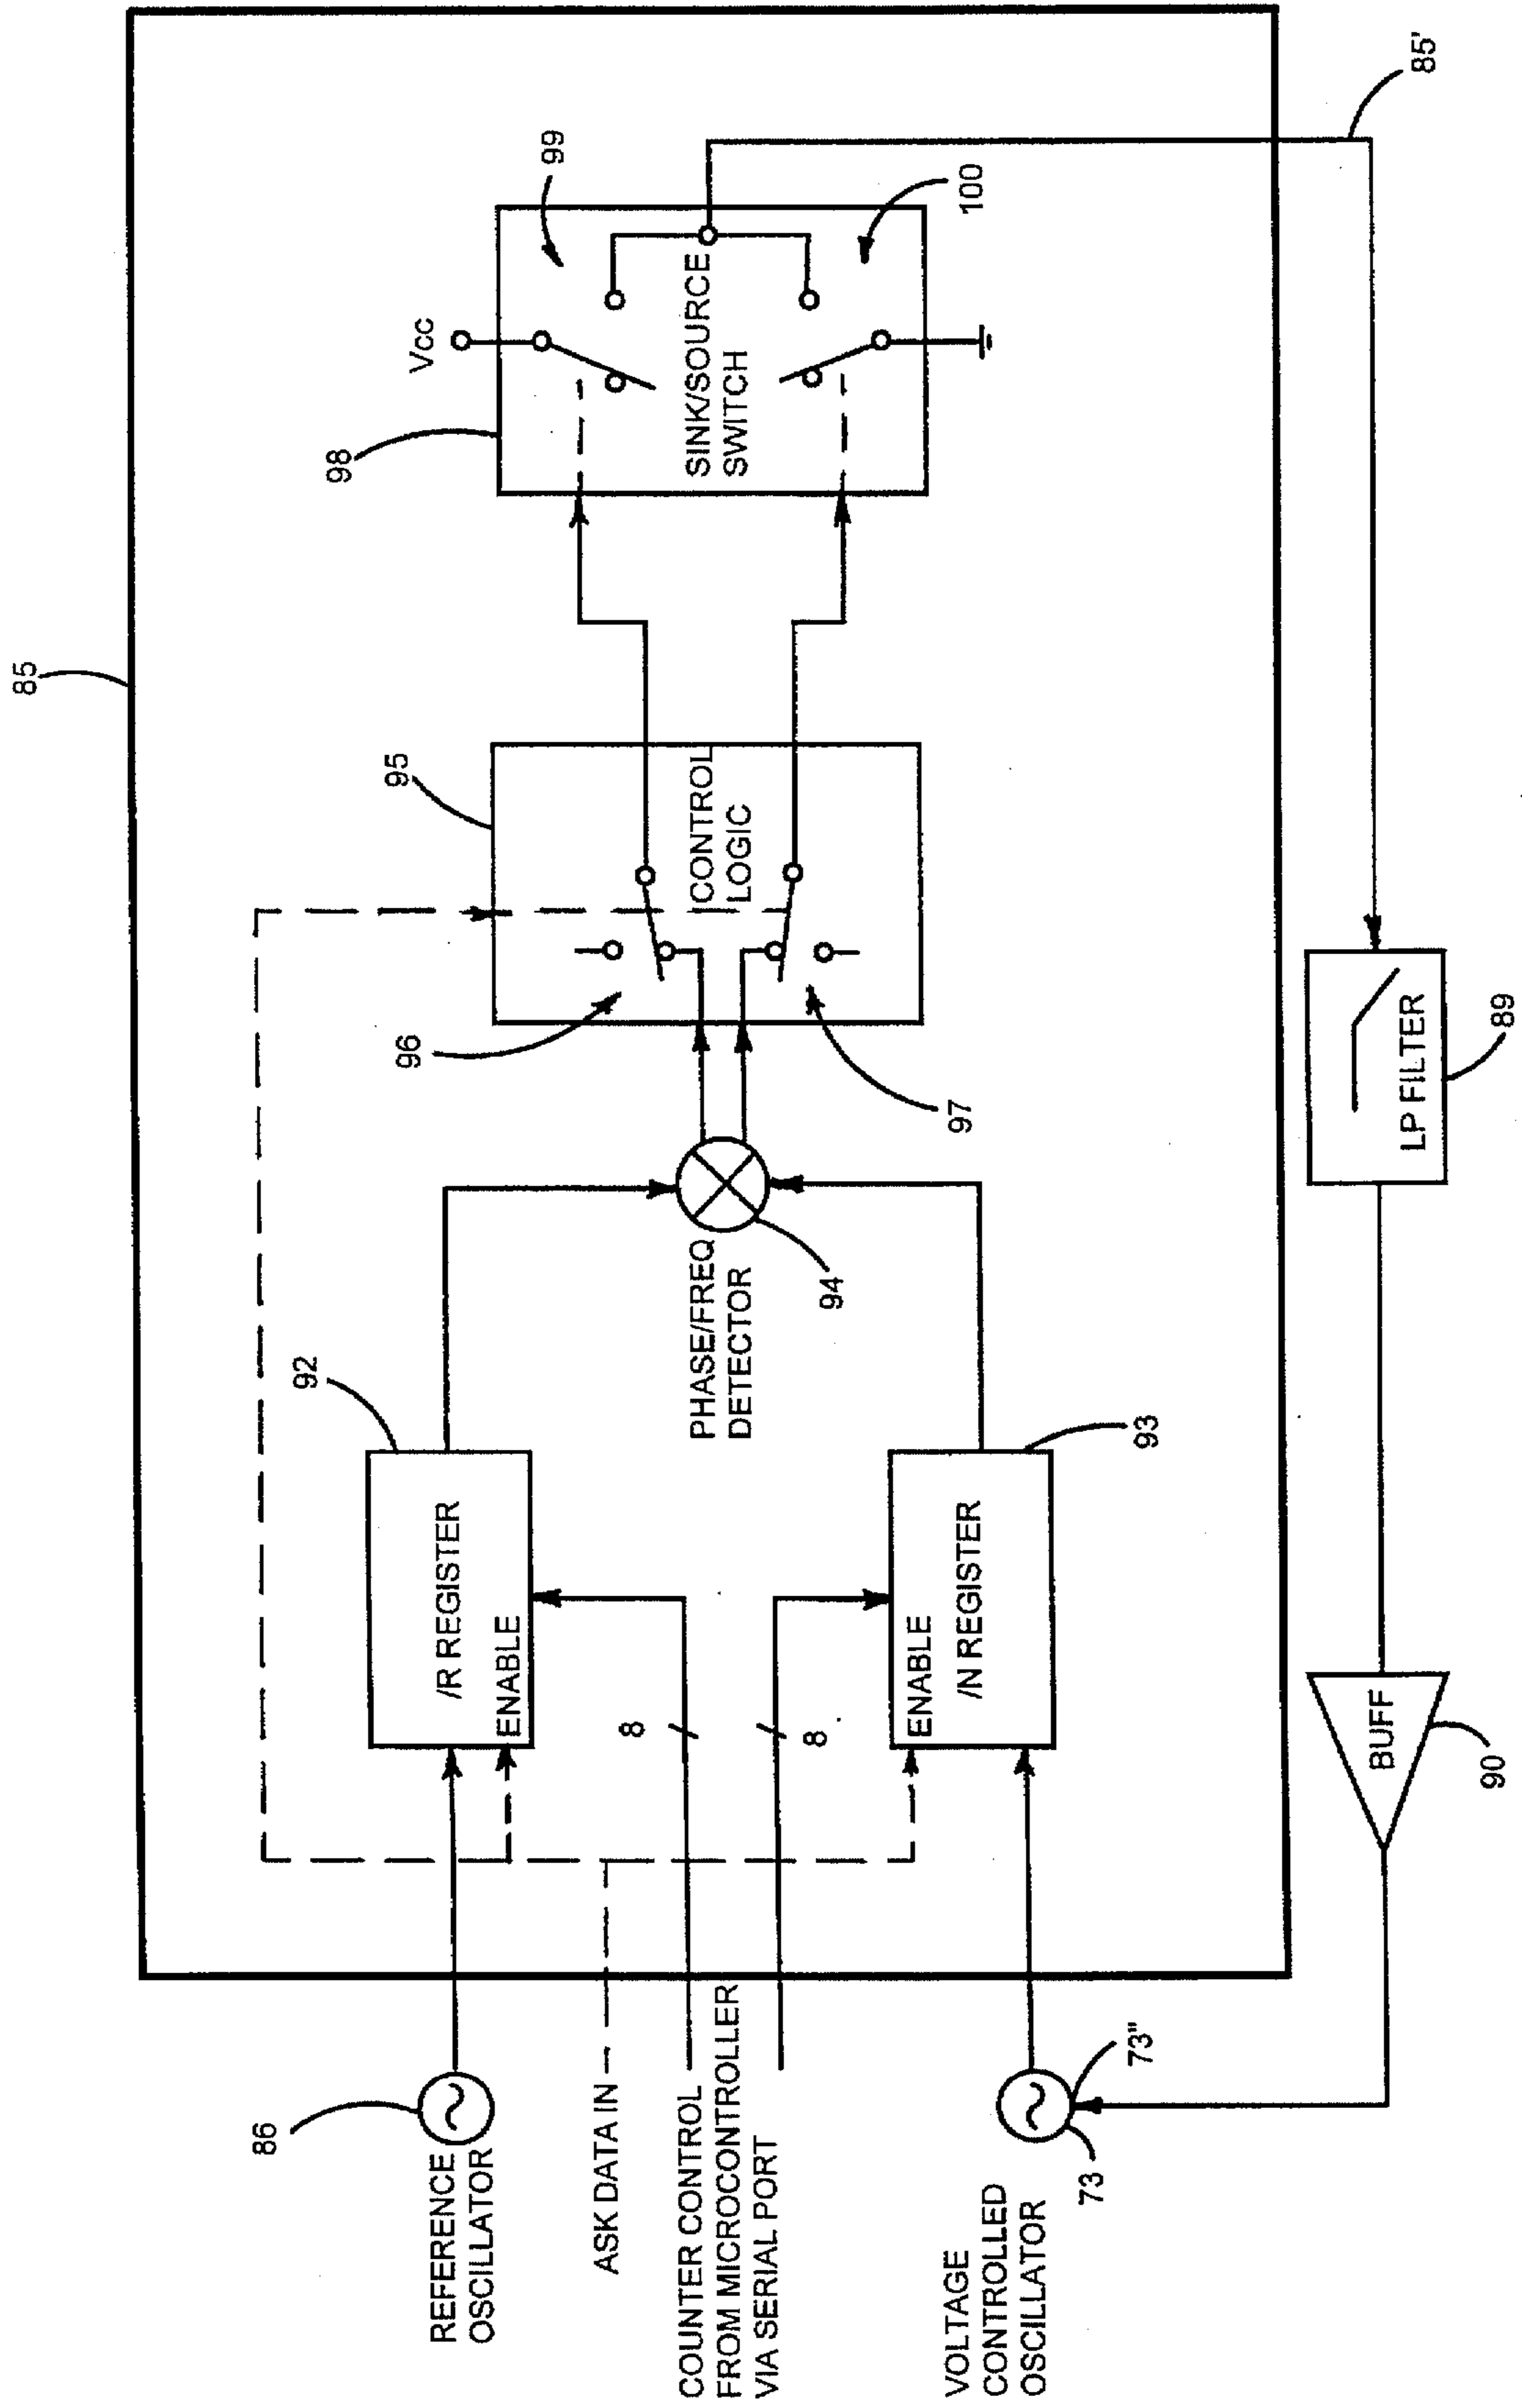 85
98
Vcc
99
SINK/SOURCE
SWITCH
100
85'
95
CONTROL
LOGIC
96
97
92
/R REGISTER
ENABLE
PHASE/FREQ
DETECTOR
94
ENABLE
/N REGISTER
93
8
8
86
REFERENCE
OSCILLATOR
ASK DATA IN
COUNTER CONTROL
FROM MICROCONTROLLER
VIA SERIAL PORT
VOLTAGE
CONTROLLED
OSCILLATOR
73
73"
LP FILTER
89
BUFF
90